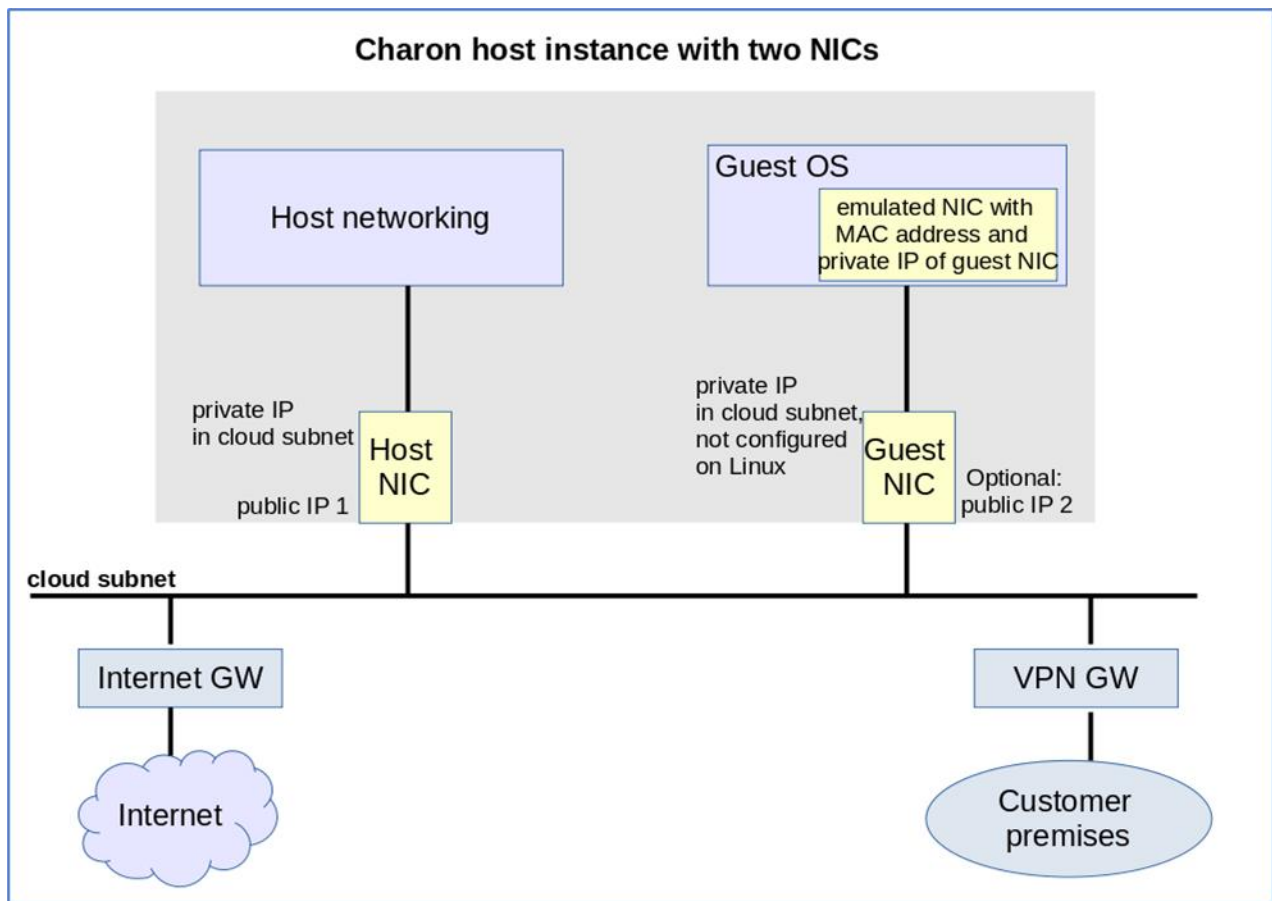 Charon host instance with two NICs
Host networking
Guest OS
emulated NIC with
MAC address and
private IP of guest NIC
private IP
in cloud subnet
Host
NIC
public IP 1
private IP
in cloud subnet,
not configured
on Linux
Guest
NIC
Optional:
public IP 2
cloud subnet
Internet GW
VPN GW
Internet
Customer
premises